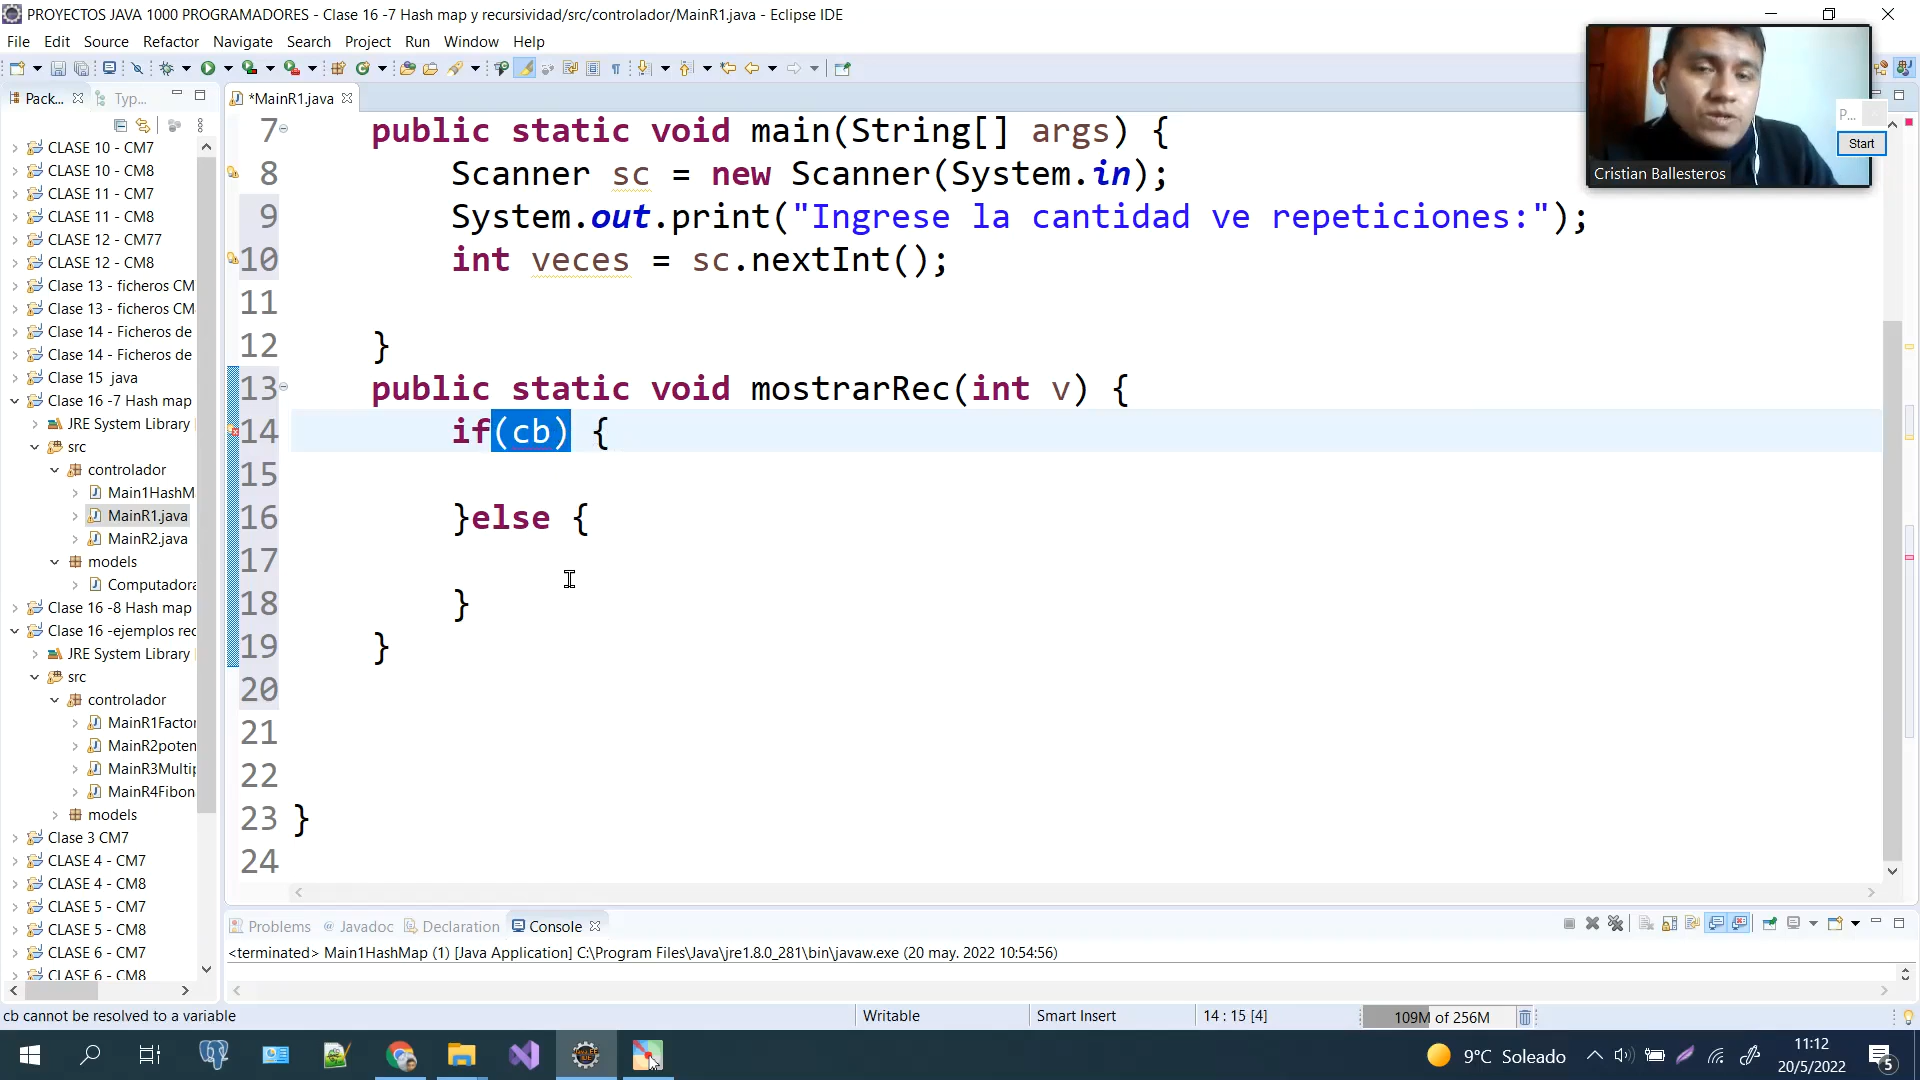 PROYECTOS JAVA 1000 PROGRAMADORES - Clase 16 -7 Hash map y recursividad/src/controlador/MainR1.java - Eclipse IDE
File Edit Source Refactor Navigate Search Project Run Window Help
Pack... Typ...
*MainR1.java
CLASE 10 - CM7
CLASE 10 - CM8
CLASE 11 - CM7
CLASE 11 - CM8
CLASE 12 - CM77
CLASE 12 - CM8
Clase 13 - ficheros CM
Clase 13 - ficheros CM
Clase 14 - Ficheros de
Clase 14 - Ficheros de
Clase 15 java
Clase 16 -7 Hash map
JRE System Library
src
controlador
Main1HashM
MainR1.java
MainR2.java
models
Computadora
Clase 16 -8 Hash map
Clase 16 -ejemplos rec
JRE System Library
src
controlador
MainR1Factor
MainR2poten
MainR3Multip
MainR4Fibon
models
Clase 3 CM7
CLASE 4 - CM7
CLASE 4 - CM8
CLASE 5 - CM7
CLASE 5 - CM8
CLASE 6 - CM7
CLASE 6 - CM8
7 public static void main(String[] args) {
8 Scanner sc = new Scanner(System.in);
9 System.out.print("Ingrese la cantidad ve repeticiones:");
10 int veces = sc.nextInt();
11
12 }
13 public static void mostrarRec(int v) {
14 if(cb) {
15
16 }else {
17
18 }
19 }
20
21
22
23 }
24
Cristian Ballesteros
P...
Start
Problems Javadoc Declaration Console
<terminated> Main1HashMap (1) [Java Application] C:\Program Files\Java\jre1.8.0_281\bin\javaw.exe (20 may. 2022 10:54:56)
cb cannot be resolved to a variable
Writable
Smart Insert
14 : 15 [4]
109M of 256M
9°C Soleado
11:12
20/5/2022
5